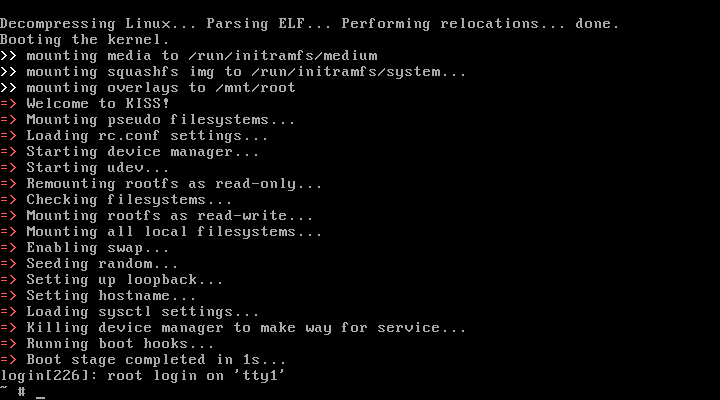 Decompressing Linux... Parsing ELF... Performing relocations... done.
Booting the kernel.
>> mounting media to /run/initramfs/medium
>> mounting squashfs img to /run/initramfs/system...
>> mounting overlays to /mnt/root
=> Welcome to KISS!
=> Mounting pseudo filesystems...
=> Loading rc.conf settings...
=> Starting device manager...
=> Starting udev...
=> Remounting rootfs as read-only...
=> Checking filesystems...
=> Mounting rootfs as read-write...
=> Mounting all local filesystems...
=> Enabling swap...
=> Seeding random...
=> Setting up loopback...
=> Setting hostname...
=> Loading sysctl settings...
=> Killing device manager to make way for service...
=> Running boot hooks...
=> Boot stage completed in 1s...
login[226]: root login on 'tty1'
~ # _